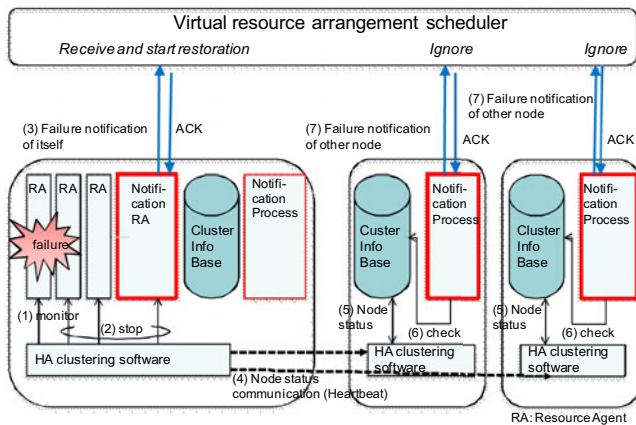 Virtual resource arrangement scheduler
Receive and start restoration
Ignore
Ignore
(3) Failure notification
of itself
ACK
(7) Failure notification
of other node
(7) Failure notification
of other node
ACK
ACK
RA
RA
RA
Notifi-
cation
RA
Cluster
Info
Base
Notifi-
cation
Process
failure
(1) monitor
(2) stop
HA clustering software
(4) Node status
communication (Heartbeat)
Custer
Info
Base
Notifi-
cation
Process
(5) Node
status
(6) check
HA clustering
software
Cluster
Info
Base
Notifi-
cation
Process
(5) Node
status
(6) check
HA clustering
software
RA: Resource Agent